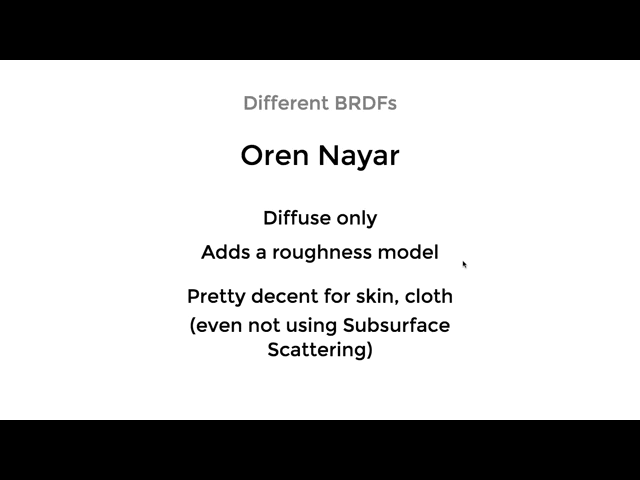 Different BRDFs
Oren Nayar
Diffuse only
Adds a roughness model
Pretty decent for skin, cloth
(even not using Subsurface
Scattering)